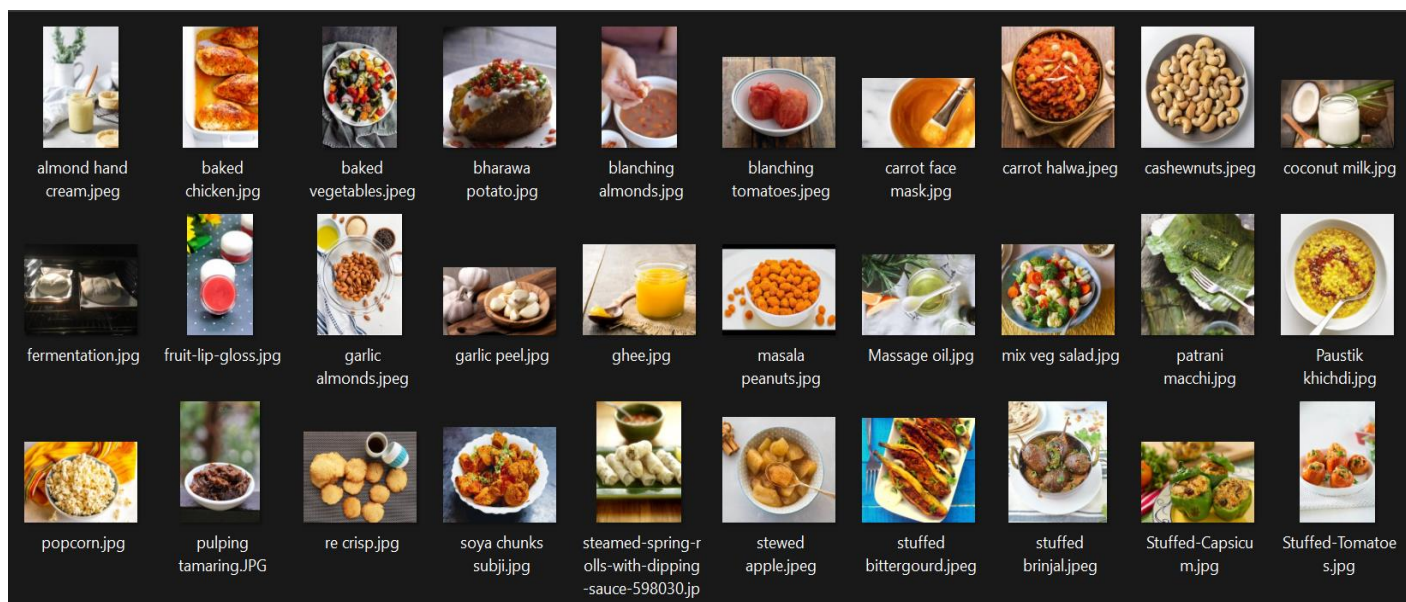 almond hand
cream.jpeg
baked
chicken.jpg
baked
vegetables.jpeg
bharawa
potato.jpg
blanching
almonds.jpg
blanching
tomatoes.jpeg
carrot face
mask.jpg
carrot halwa.jpeg
cashewnuts.jpeg
coconut milk.jpg
fermentation.jpg
fruit-lip-gloss.jpg
garlic
almonds.jpeg
garlic peel.jpg
ghee.jpg
masala
peanuts.jpg
Massage oil.jpg
mix veg salad.jpg
patrani
macchi.jpg
Paustik
khichdi.jpg
popcorn.jpg
pulping
tamaring.JPG
re crisp.jpg
soya chunks
subji.jpg
steamed-spring-r
olls-with-dipping
-sauce-598030.jp
stewed
apple.jpeg
stuffed
bittergourd.jpeg
stuffed
brinjal.jpeg
Stuffed-Capsicu
m.jpg
Stuffed-Tomatoe
s.jpg